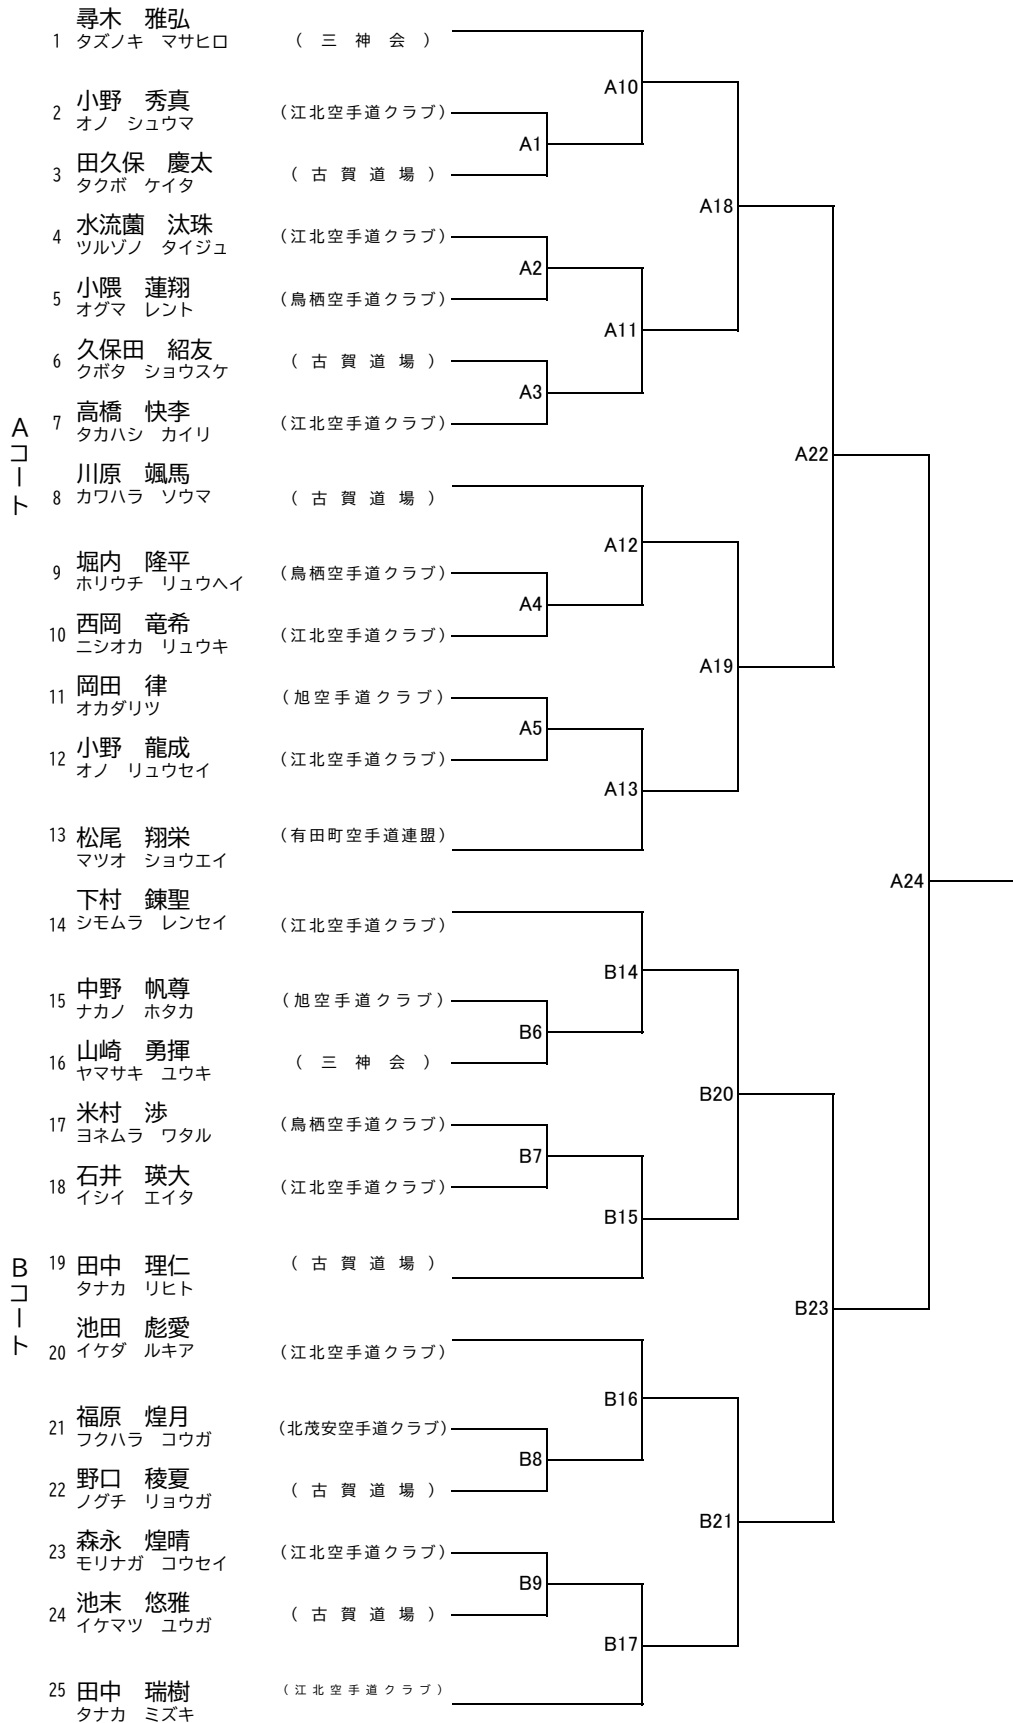 尋木　雅弘
1 タズノキ　マサヒロ (三神会)
A10
2 小野　秀真 (江北空手道クラブ)
オノ　シュウマ
A1
3 田久保　慶太 (古賀道場)
タクボ　ケイタ
A18
4 水流薗　汰珠 (江北空手道クラブ)
ツルゾノ　タイジュ
A2
5 小隈　蓮翔 (鳥栖空手道クラブ)
オグマ　レント
A11
6 久保田　紹友 (古賀道場)
クボタ　ショウスケ
A3
7 高橋　快李 (江北空手道クラブ)
タカハシ　カイリ
Aコート
A22
川原　颯馬
8 カワハラ　ソウマ (古賀道場)
A12
9 堀内　隆平 (鳥栖空手道クラブ)
ホリウチ　リュウヘイ
A4
10 西岡　竜希 (江北空手道クラブ)
ニシオカ　リュウキ
A19
11 岡田　律 (旭空手道クラブ)
オカダリツ
A5
12 小野　龍成 (江北空手道クラブ)
オノ　リュウセイ
A13
13 松尾　翔栄 (有田町空手道連盟)
マツオ　ショウエイ
A24
下村　錬聖
14 シモムラ　レンセイ (江北空手道クラブ)
B14
15 中野　帆尊 (旭空手道クラブ)
ナカノ　ホタカ
B6
16 山崎　勇揮 (三神会)
ヤマサキ　ユウキ
B20
17 米村　渉 (鳥栖空手道クラブ)
ヨネムラ　ワタル
B7
18 石井　瑛大 (江北空手道クラブ)
イシイ　エイタ
B15
19 田中　理仁 (古賀道場)
タナカ　リヒト
Bコート
B23
池田　彪愛
20 イケダ　ルキア (江北空手道クラブ)
B16
21 福原　煌月 (北茂安空手道クラブ)
フクハラ　コウガ
B8
22 野口　稜夏 (古賀道場)
ノグチ　リョウガ
B21
23 森永　煌晴 (江北空手道クラブ)
モリナガ　コウセイ
B9
24 池末　悠雅 (古賀道場)
イケマツ　ユウガ
B17
25 田中　瑞樹 (江北空手道クラブ)
タナカ　ミズキ